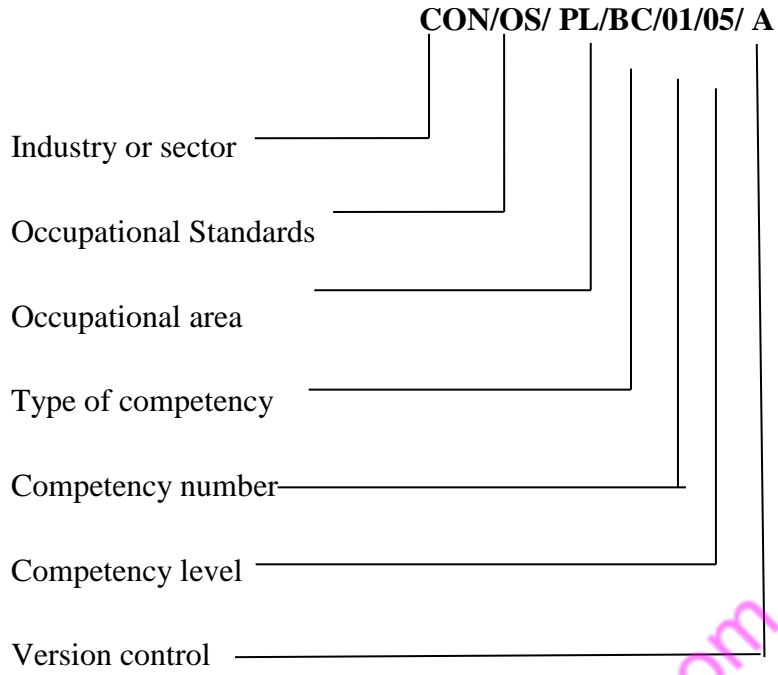 CON/OS/ PL/BC/01/05/ A
Industry or sector
Occupational Standards
Occupational area
Type of competency
Competency number
Competency level
Version control
om